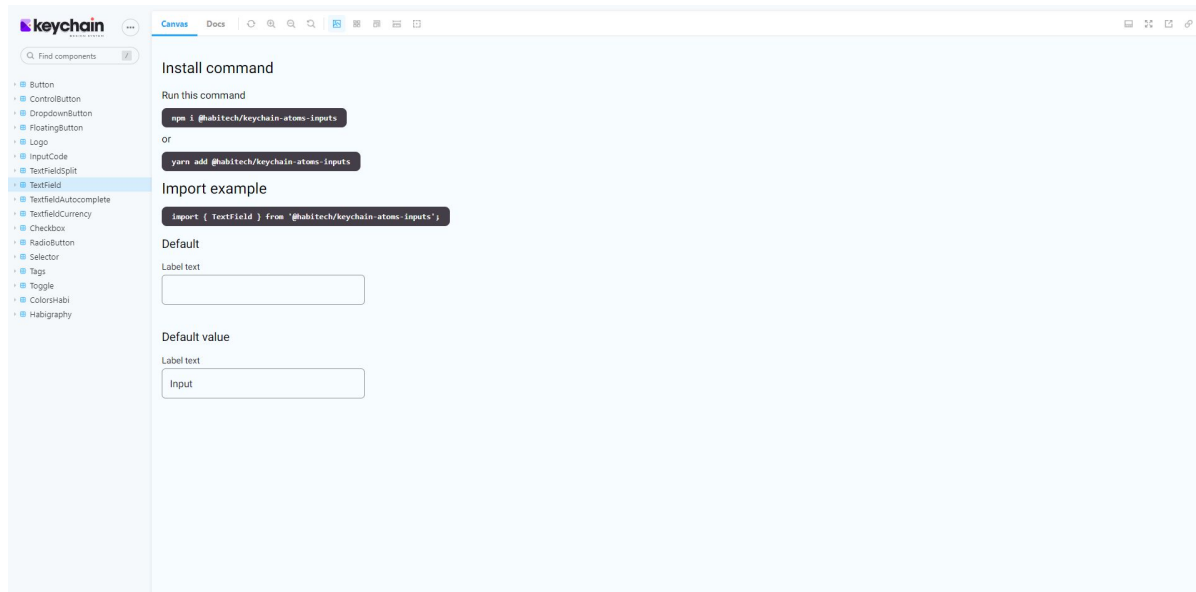 keychain
DESIGN SYSTEM
Find components
/
Button
ControlButton
DropdownButton
FloatingButton
Logo
InputCode
TextFieldSplit
TextField
TextfieldAutocomplete
TextfieldCurrency
Checkbox
RadioButton
Selector
Tags
Toggle
ColorsHabi
Habigraphy
Canvas Docs
Install command
Run this command
npm i @habitech/keychain-atoms-inputs
or
yarn add @habitech/keychain-atoms-inputs
Import example
import { TextField } from '@habitech/keychain-atoms-inputs';
Default
Label text
Default value
Label text
Input